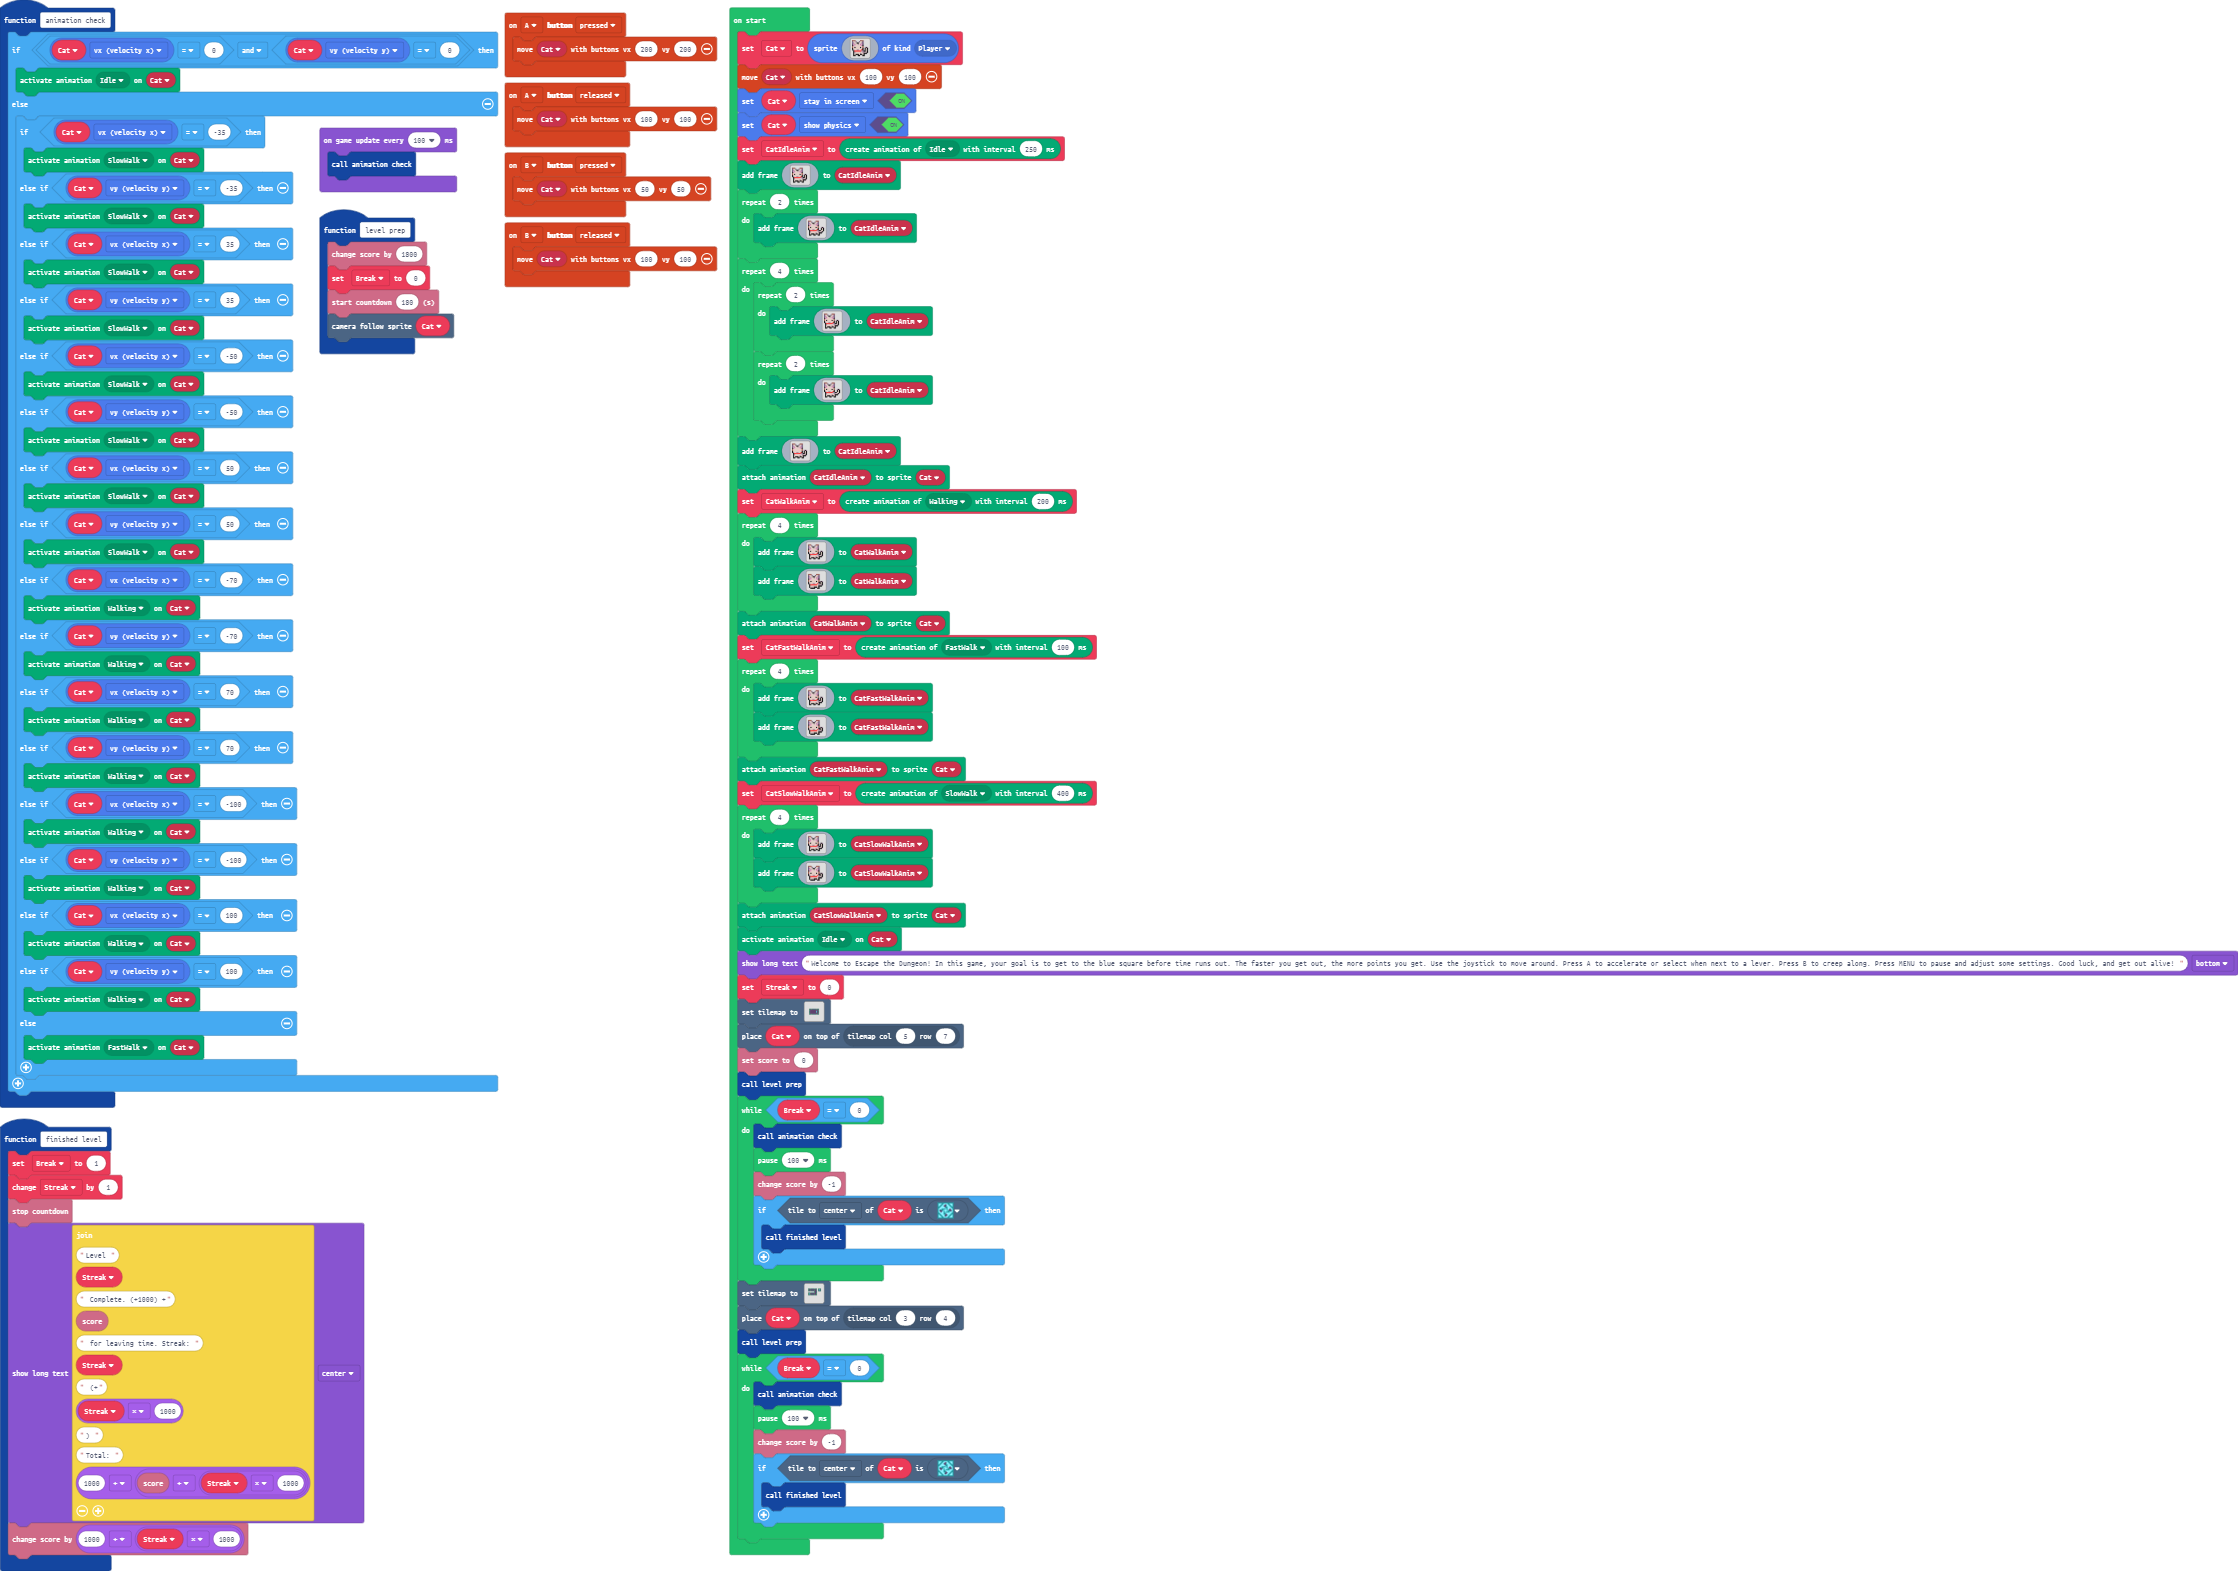 function animation check
if Cat vx (velocity x) = 0 and Cat vy (velocity y) = 0 then
activate animation Idle on Cat
else
if Cat vx (velocity x) = -35 then
activate animation SlowWalk on Cat
else if Cat vy (velocity y) = -35 then
activate animation SlowWalk on Cat
else if Cat vx (velocity x) = 35 then
activate animation SlowWalk on Cat
else if Cat vy (velocity y) = 35 then
activate animation SlowWalk on Cat
else if Cat vx (velocity x) = -50 then
activate animation SlowWalk on Cat
else if Cat vy (velocity y) = -50 then
activate animation SlowWalk on Cat
else if Cat vx (velocity x) = 50 then
activate animation SlowWalk on Cat
else if Cat vy (velocity y) = 50 then
activate animation SlowWalk on Cat
else if Cat vx (velocity x) = -70 then
activate animation Walking on Cat
else if Cat vy (velocity y) = -70 then
activate animation Walking on Cat
else if Cat vx (velocity x) = 70 then
activate animation Walking on Cat
else if Cat vy (velocity y) = 70 then
activate animation Walking on Cat
else if Cat vx (velocity x) = -100 then
activate animation Walking on Cat
else if Cat vy (velocity y) = -100 then
activate animation Walking on Cat
else if Cat vx (velocity x) = 100 then
activate animation Walking on Cat
else if Cat vy (velocity y) = 100 then
activate animation Walking on Cat
else
activate animation FastWalk on Cat
function finished level
set Break to 1
change Streak by 1
stop countdown
show long text
join
"Level "
Streak
" Complete. (+1000) +"
score
" for leaving time. Streak: "
Streak
" (+"
Streak × 1000
") "
"Total: "
1000 + score + Streak × 1000
center
change score by 1000 + Streak × 1000
on game update every 100 ms
call animation check
function level prep
change score by 1000
set Break to 0
start countdown 100 (s)
camera follow sprite Cat
on A button pressed
move Cat with buttons vx 200 vy 200
on A button released
move Cat with buttons vx 100 vy 100
on B button pressed
move Cat with buttons vx 50 vy 50
on B button released
move Cat with buttons vx 100 vy 100
on start
set Cat to sprite of kind Player
move Cat with buttons vx 100 vy 100
set Cat stay in screen ON
set Cat show physics ON
set CatIdleAnim to create animation of Idle with interval 250 ms
add frame to CatIdleAnim
repeat 2 times
do
add frame to CatIdleAnim
repeat 4 times
do
repeat 2 times
do
add frame to CatIdleAnim
repeat 2 times
do
add frame to CatIdleAnim
add frame to CatIdleAnim
attach animation CatIdleAnim to sprite Cat
set CatWalkAnim to create animation of Walking with interval 200 ms
repeat 4 times
do
add frame to CatWalkAnim
add frame to CatWalkAnim
attach animation CatWalkAnim to sprite Cat
set CatFastWalkAnim to create animation of FastWalk with interval 100 ms
repeat 4 times
do
add frame to CatFastWalkAnim
add frame to CatFastWalkAnim
attach animation CatFastWalkAnim to sprite Cat
set CatSlowWalkAnim to create animation of SlowWalk with interval 400 ms
repeat 4 times
do
add frame to CatSlowWalkAnim
add frame to CatSlowWalkAnim
attach animation CatSlowWalkAnim to sprite Cat
activate animation Idle on Cat
show long text "Welcome to Escape the Dungeon! In this game, your goal is to get to the blue square before time runs out. The faster you get out, the more points you get. Use the joystick to move around. Press A to accelerate or select when next to a lever. Press B to creep along. Press MENU to pause and adjust some settings. Good luck, and get out alive! " bottom
set Streak to 0
set tilemap to
place Cat on top of tilemap col 5 row 7
set score to 0
call level prep
while Break = 0
do
call animation check
pause 100 ms
change score by -1
if tile to center of Cat is then
call finished level
set tilemap to
place Cat on top of tilemap col 3 row 4
call level prep
while Break = 0
do
call animation check
pause 100 ms
change score by -1
if tile to center of Cat is then
call finished level